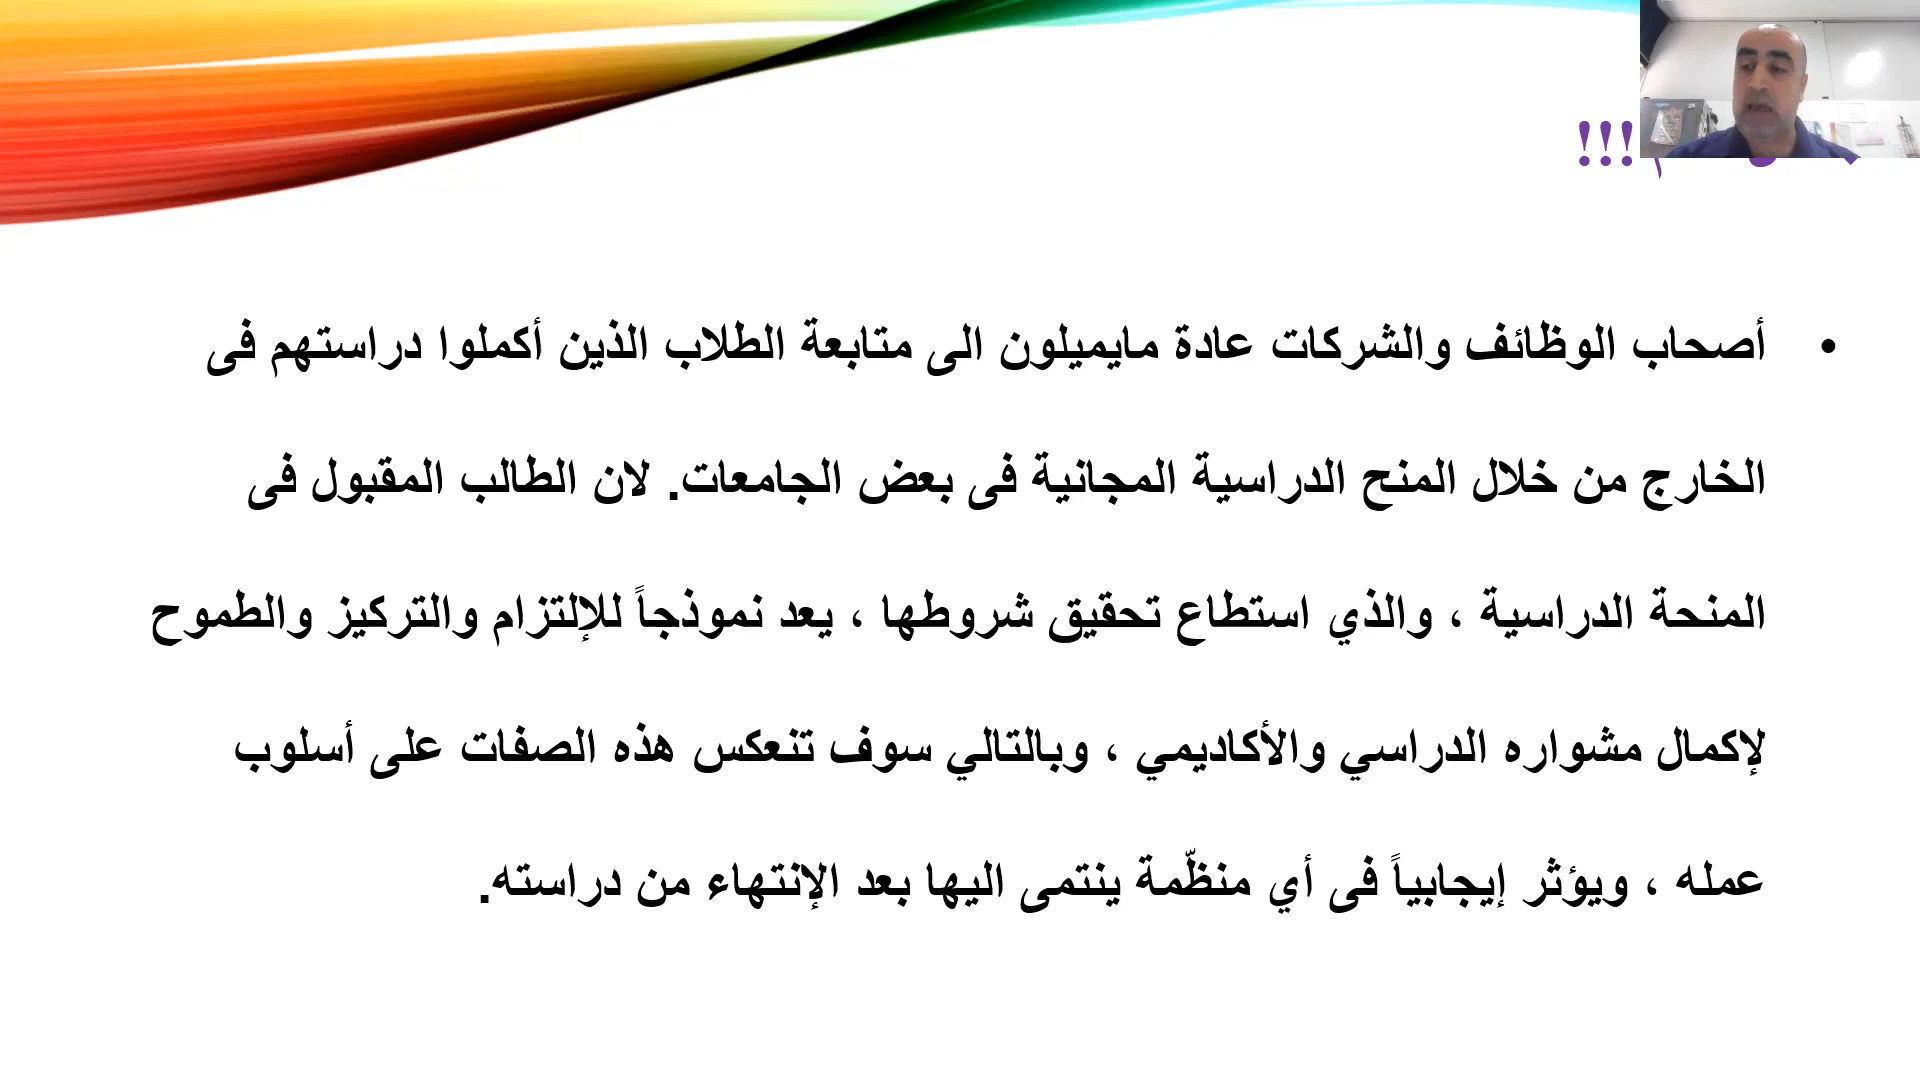 !!!
• أصحاب الوظائف والشركات عادة مايميلون الى متابعة الطلاب الذين أكملوا دراستهم فى
الخارج من خلال المنح الدراسية المجانية فى بعض الجامعات. لان الطالب المقبول فى
المنحة الدراسية ، والذي استطاع تحقيق شروطها ، يعد نموذجاً للإلتزام والتركيز والطموح
لإكمال مشواره الدراسي والأكاديمي ، وبالتالي سوف تنعكس هذه الصفات على أسلوب
عمله ، ويؤثر إيجابياً فى أي منظّمة ينتمى اليها بعد الإنتهاء من دراسته.